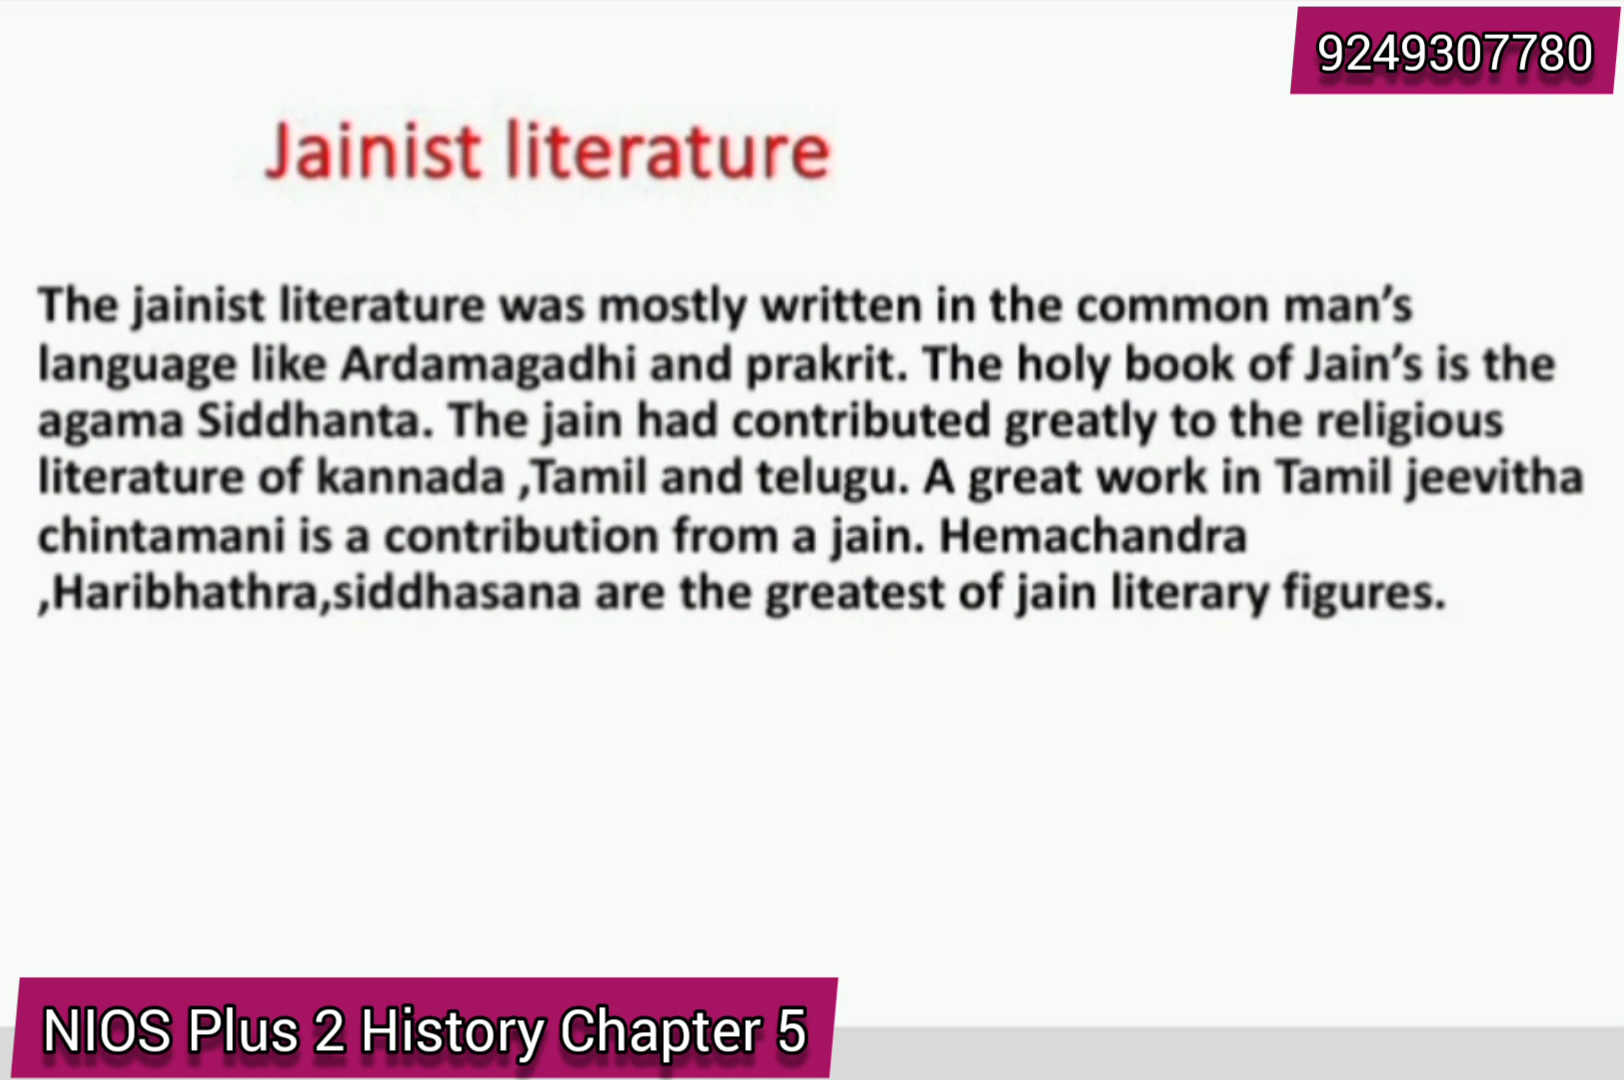 9249307780
Jainist literature
The jainist literature was mostly written in the common man’s
language like Ardamagadhi and prakrit. The holy book of Jain’s is the
agama Siddhanta. The jain had contributed greatly to the religious
literature of kannada ,Tamil and telugu. A great work in Tamil jeevitha
chintamani is a contribution from a jain. Hemachandra
,Haribhathra,siddhasana are the greatest of jain literary figures.
NIOS Plus 2 History Chapter 5